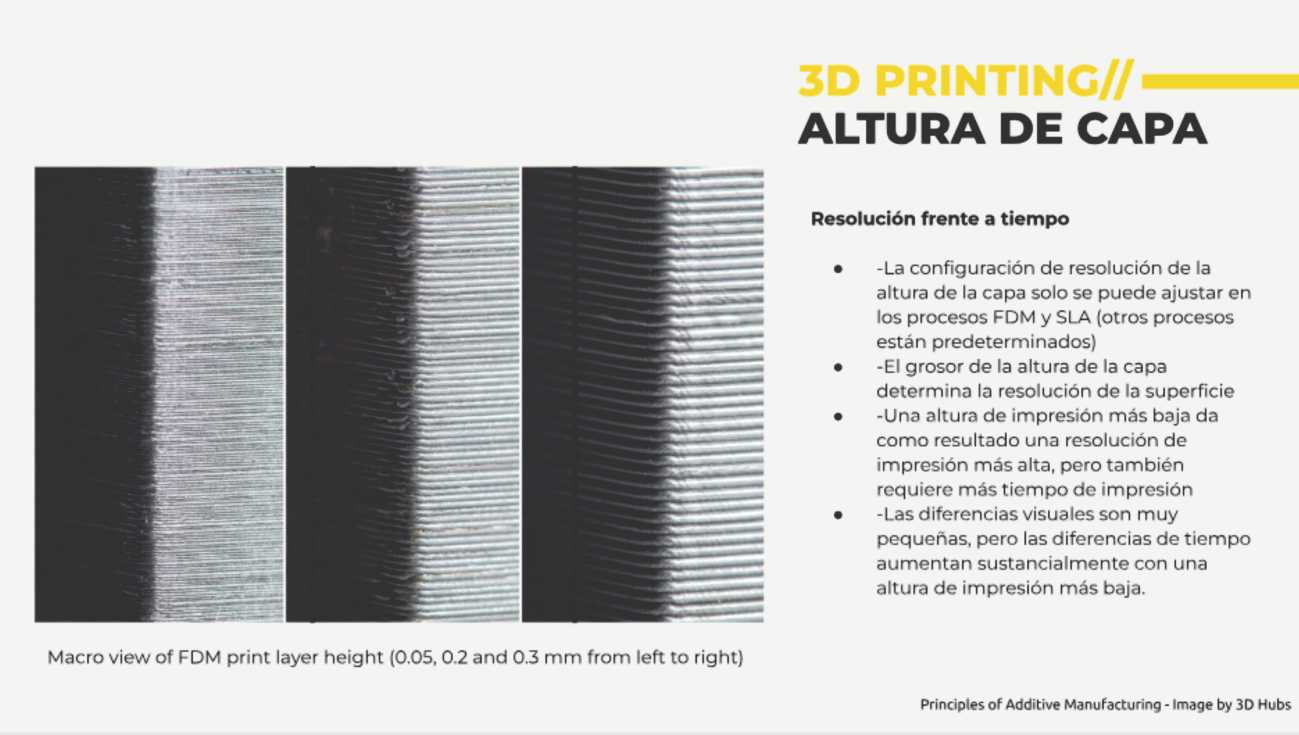 3D PRINTING//
ALTURA DE CAPA
Resolución frente a tiempo
● -La configuración de resolución de la
altura de la capa solo se puede ajustar en
los procesos FDM y SLA (otros procesos
están predeterminados)
● -El grosor de la altura de la capa
determina la resolución de la superficie
● -Una altura de impresión más baja da
como resultado una resolución de
impresión más alta, pero también
requiere más tiempo de impresión
● -Las diferencias visuales son muy
pequeñas, pero las diferencias de tiempo
aumentan sustancialmente con una
altura de impresión más baja.
Macro view of FDM print layer height (0.05, 0.2 and 0.3 mm from left to right)
Principles of Additive Manufacturing - Image by 3D Hubs